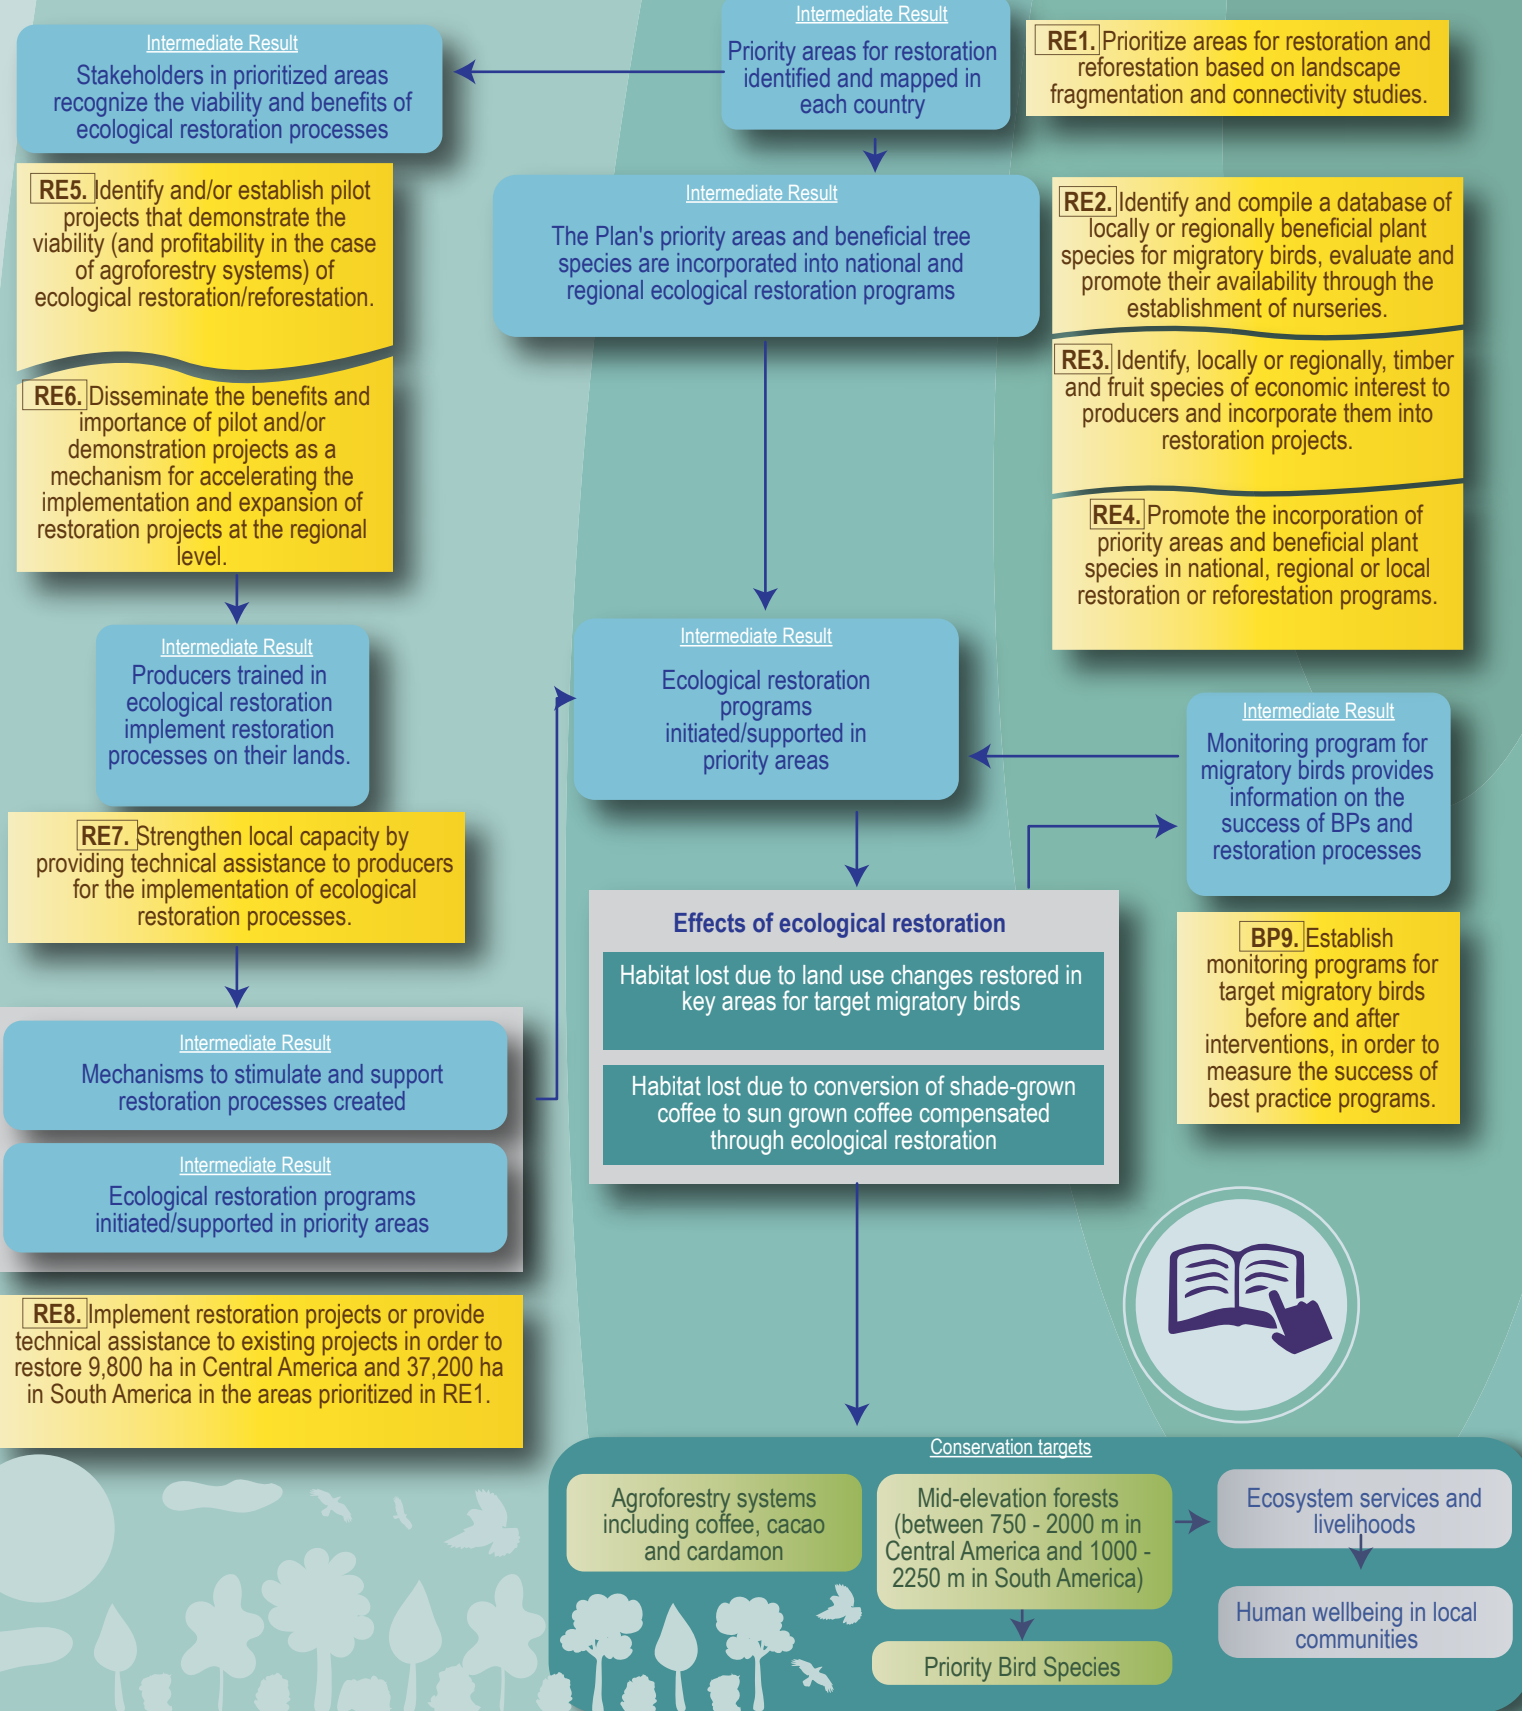 Intermediate Result
Stakeholders in prioritized areas
recognize the viability and benefits of
ecological restoration processes
Intermediate Result
Priority areas for restoration
identified and mapped in
each country
RE1. Prioritize areas for restoration and
reforestation based on landscape
fragmentation and connectivity studies.
RE5. Identify and/or establish pilot
projects that demonstrate the
viability (and profitability in the case
of agroforestry systems) of
ecological restoration/reforestation.
Intermediate Result
The Plan's priority areas and beneficial tree
species are incorporated into national and
regional ecological restoration programs
RE2. Identify and compile a database of
locally or regionally beneficial plant
species for migratory birds, evaluate and
promote their availability through the
establishment of nurseries.
RE3. Identify, locally or regionally, timber
and fruit species of economic interest to
producers and incorporate them into
restoration projects.
RE6. Disseminate the benefits and
importance of pilot and/or
demonstration projects as a
mechanism for accelerating the
implementation and expansion of
restoration projects at the regional
level.
RE4. Promote the incorporation of
priority areas and beneficial plant
species in national, regional or local
restoration or reforestation programs.
Intermediate Result
Producers trained in
ecological restoration
implement restoration
processes on their lands.
Intermediate Result
Ecological restoration
programs
initiated/supported in
priority areas
Intermediate Result
Monitoring program for
migratory birds provides
information on the
success of BPs and
restoration processes
RE7. Strengthen local capacity by
providing technical assistance to producers
for the implementation of ecological
restoration processes.
Effects of ecological restoration
Habitat lost due to land use changes restored in
key areas for target migratory birds
Habitat lost due to conversion of shade-grown
coffee to sun grown coffee compensated
through ecological restoration
BP9. Establish
monitoring programs for
target migratory birds
before and after
interventions, in order to
measure the success of
best practice programs.
Intermediate Result
Mechanisms to stimulate and support
restoration processes created
Intermediate Result
Ecological restoration programs
initiated/supported in priority areas
RE8. Implement restoration projects or provide
technical assistance to existing projects in order to
restore 9,800 ha in Central America and 37,200 ha
in South America in the areas prioritized in RE1.
Conservation targets
Agroforestry systems
including coffee, cacao
and cardamon
Mid-elevation forests
(between 750 - 2000 m in
Central America and 1000 -
2250 m in South America)
Ecosystem services and
livelihoods
Human wellbeing in local
communities
Priority Bird Species